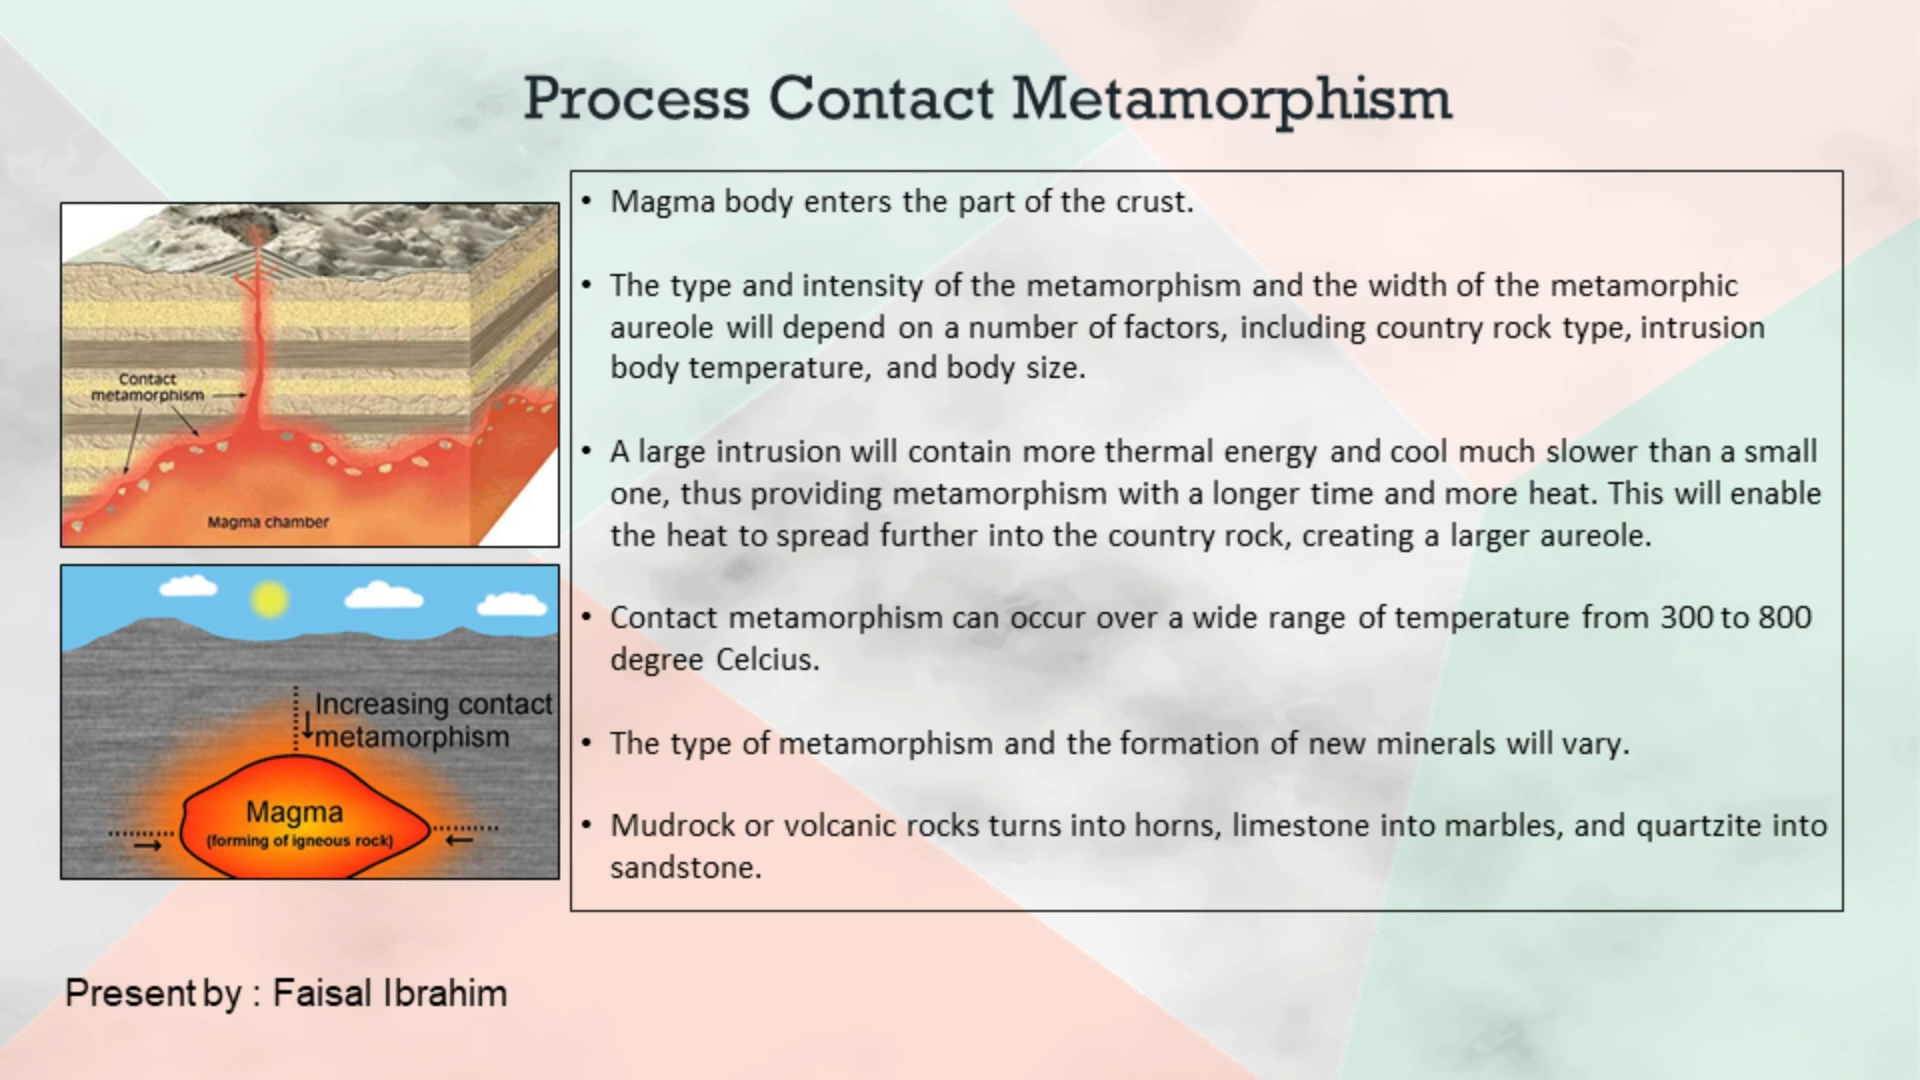 Process Contact Metamorphism
Contact
metamorphism
Magma chamber
Increasing contact
metamorphism
Magma
(forming of igneous rock)
• Magma body enters the part of the crust.
• The type and intensity of the metamorphism and the width of the metamorphic
aureole will depend on a number of factors, including country rock type, intrusion
body temperature, and body size.
• A large intrusion will contain more thermal energy and cool much slower than a small
one, thus providing metamorphism with a longer time and more heat. This will enable
the heat to spread further into the country rock, creating a larger aureole.
• Contact metamorphism can occur over a wide range of temperature from 300 to 800
degree Celcius.
• The type of metamorphism and the formation of new minerals will vary.
• Mudrock or volcanic rocks turns into horns, limestone into marbles, and quartzite into
sandstone.
Present by : Faisal Ibrahim